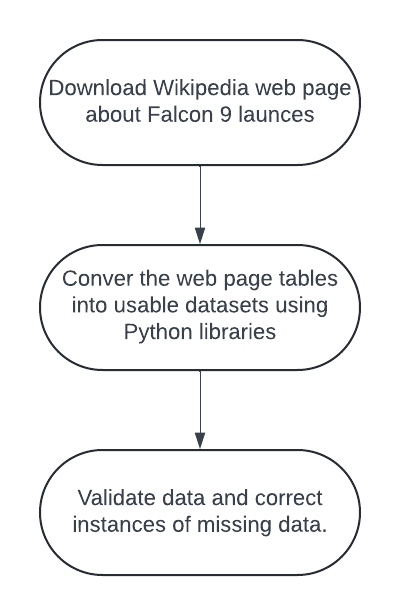 Download Wikipedia web page
about Falcon 9 launces
Conver the web page tables
into usable datasets using
Python libraries
Validate data and correct
instances of missing data.